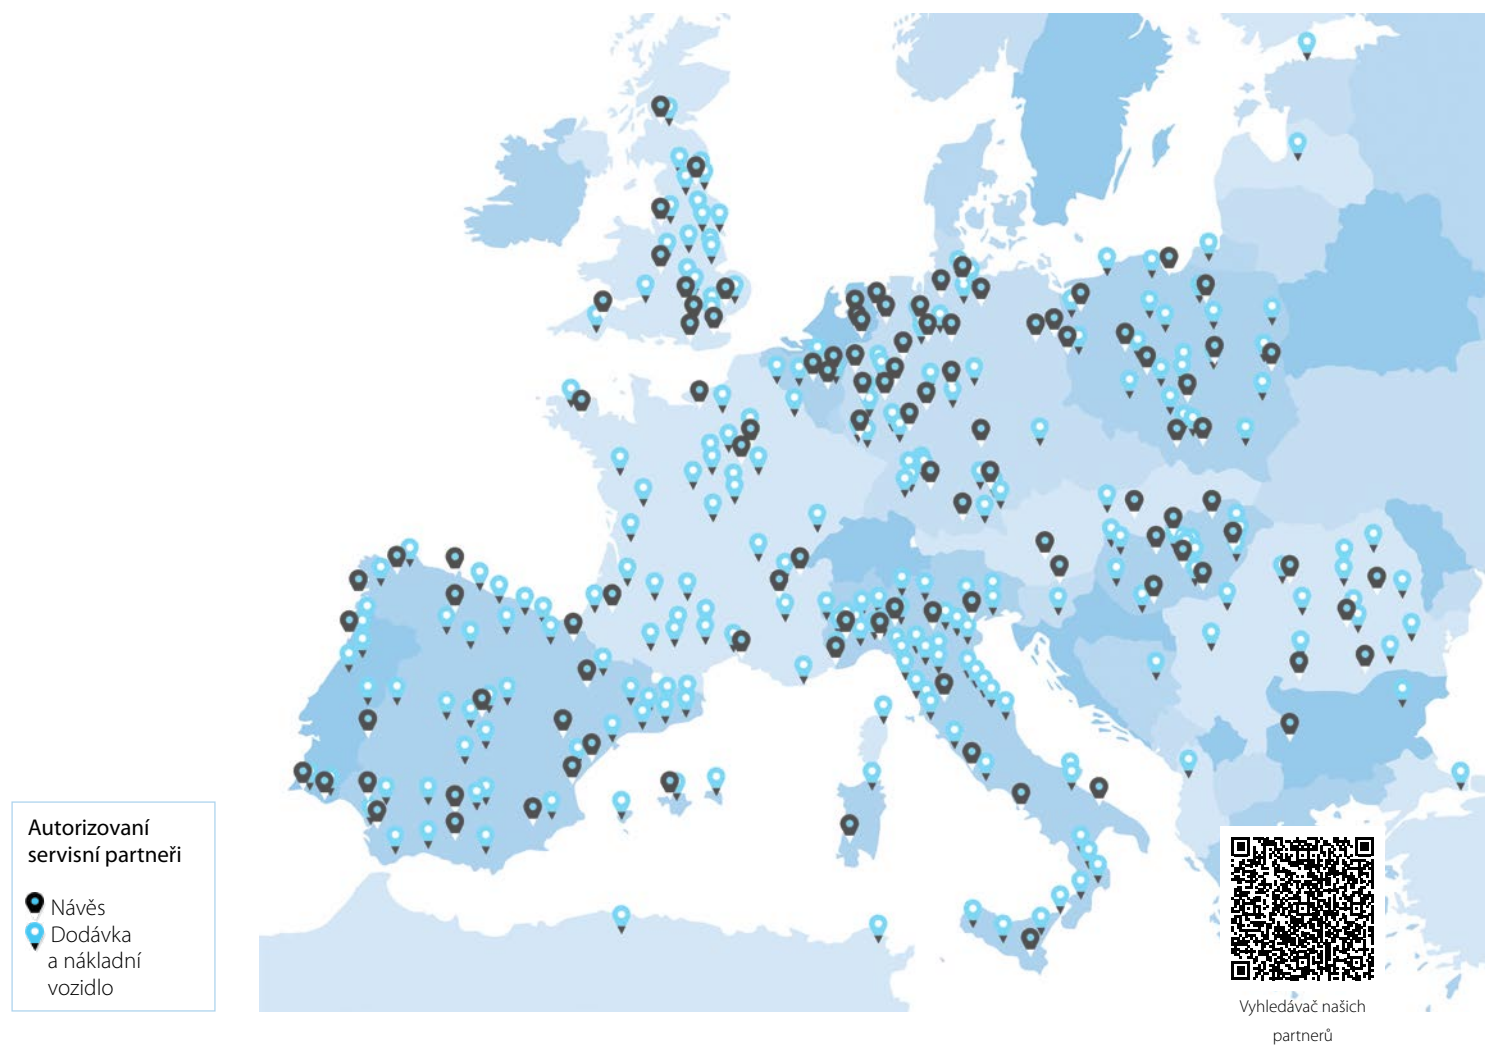 Autorizovaní
servisní partneři
Návěs
Dodávka
a nákladní
vozidlo
Vyhledávač našich
partnerů